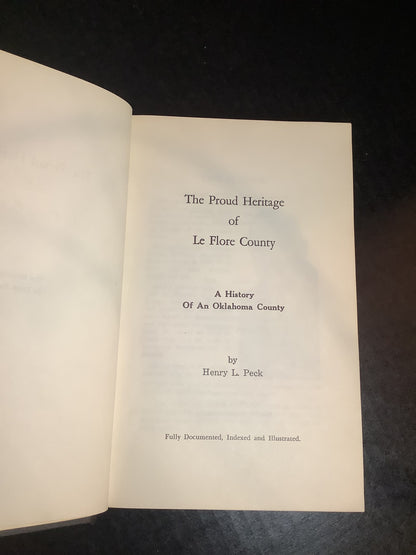 The Proud Heritage
of
Le Flore County
A History
Of An Oklahoma County
by
Henry L. Peck
Fully Documented, Indexed and Illustrated.